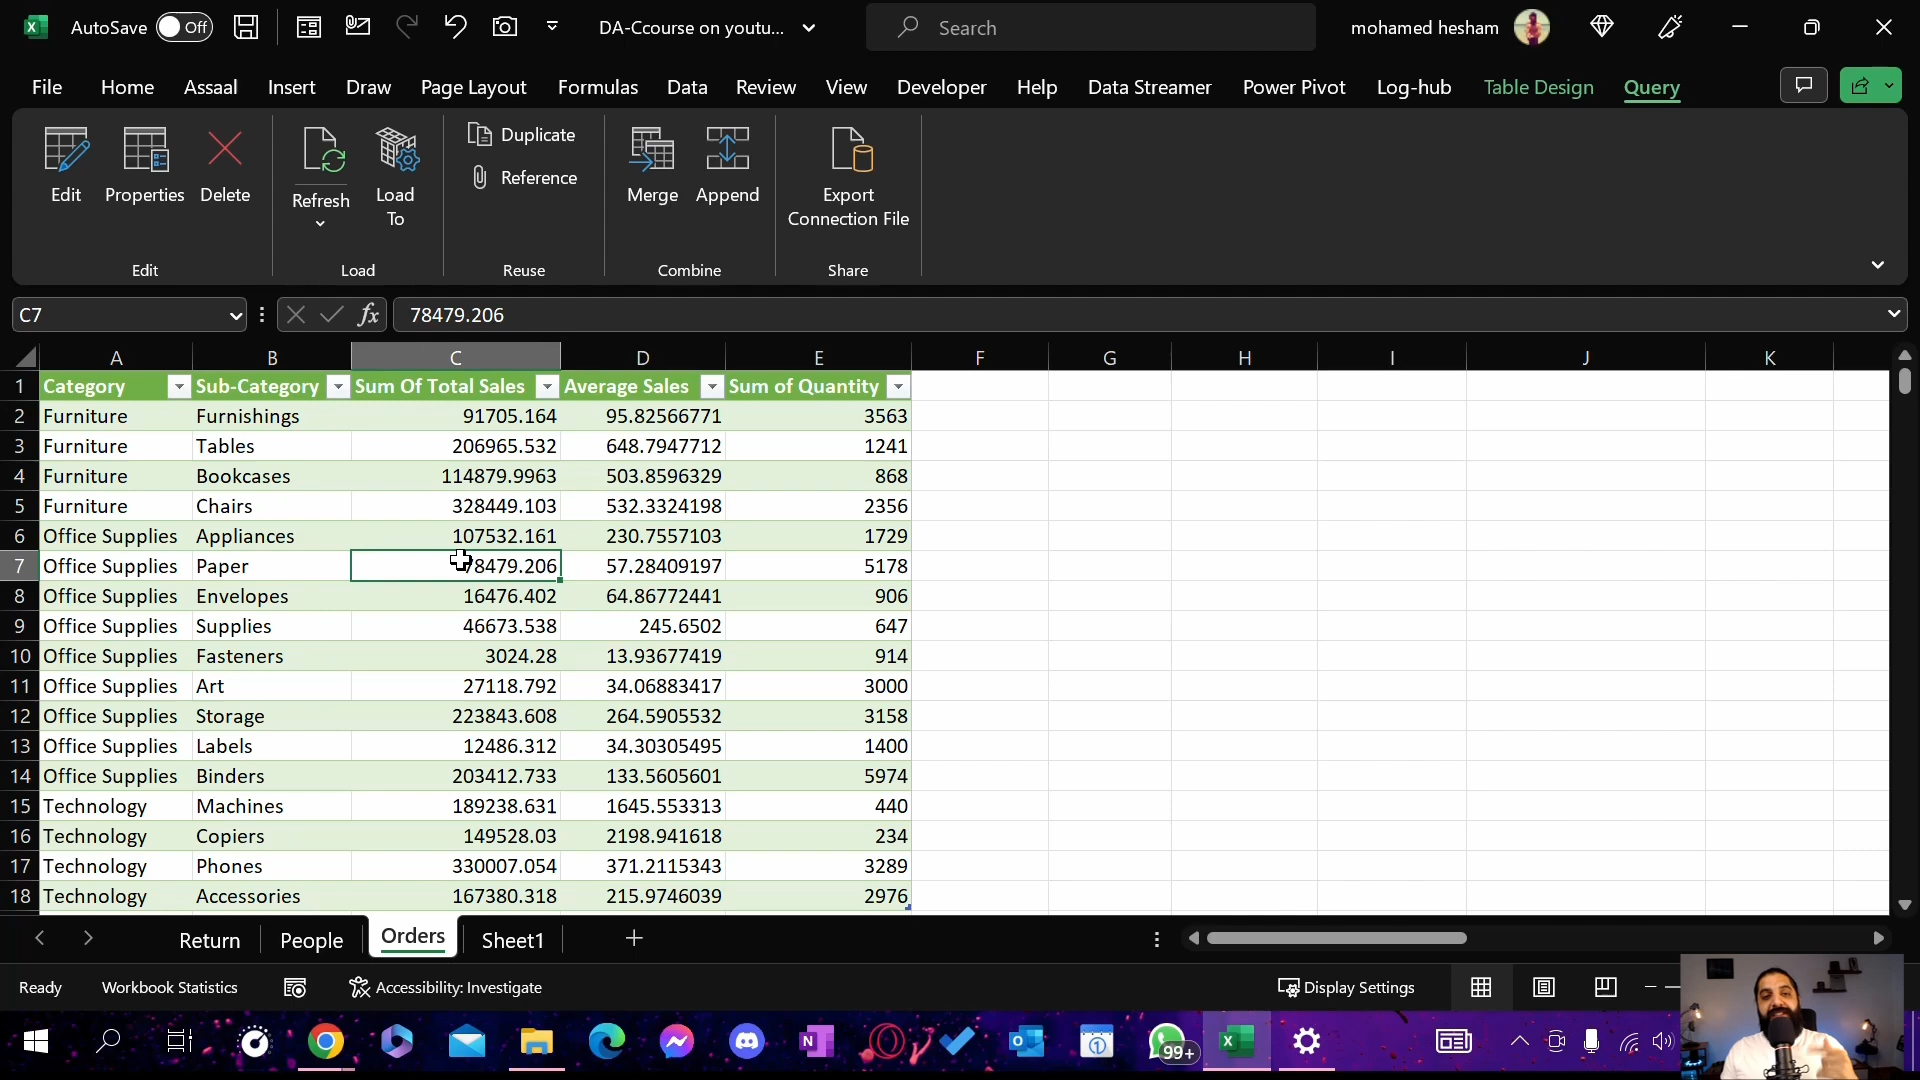 AutoSave Off DA-Ccourse on youtu... Search mohamed hesham
File Home Assaal Insert Draw Page Layout Formulas Data Review View Developer Help Data Streamer Power Pivot Log-hub Table Design Query
Edit Properties Delete Refresh Load To Duplicate Reference Merge Append Export Connection File
Edit Load Reuse Combine Share
C7 fx 78479.206
A B C D E F G H I J K
1 Category Sub-Category Sum Of Total Sales Average Sales Sum of Quantity
2 Furniture Furnishings 91705.164 95.82566771 3563
3 Furniture Tables 206965.532 648.7947712 1241
4 Furniture Bookcases 114879.9963 503.8596329 868
5 Furniture Chairs 328449.103 532.3324198 2356
6 Office Supplies Appliances 107532.161 230.7557103 1729
7 Office Supplies Paper 78479.206 57.28409197 5178
8 Office Supplies Envelopes 16476.402 64.86772441 906
9 Office Supplies Supplies 46673.538 245.6502 647
10 Office Supplies Fasteners 3024.28 13.93677419 914
11 Office Supplies Art 27118.792 34.06883417 3000
12 Office Supplies Storage 223843.608 264.5905532 3158
13 Office Supplies Labels 12486.312 34.30305495 1400
14 Office Supplies Binders 203412.733 133.5605601 5974
15 Technology Machines 189238.631 1645.553313 440
16 Technology Copiers 149528.03 2198.941618 234
17 Technology Phones 330007.054 371.2115343 3289
18 Technology Accessories 167380.318 215.9746039 2976
Return People Orders Sheet1
Ready Workbook Statistics Accessibility: Investigate Display Settings
99+